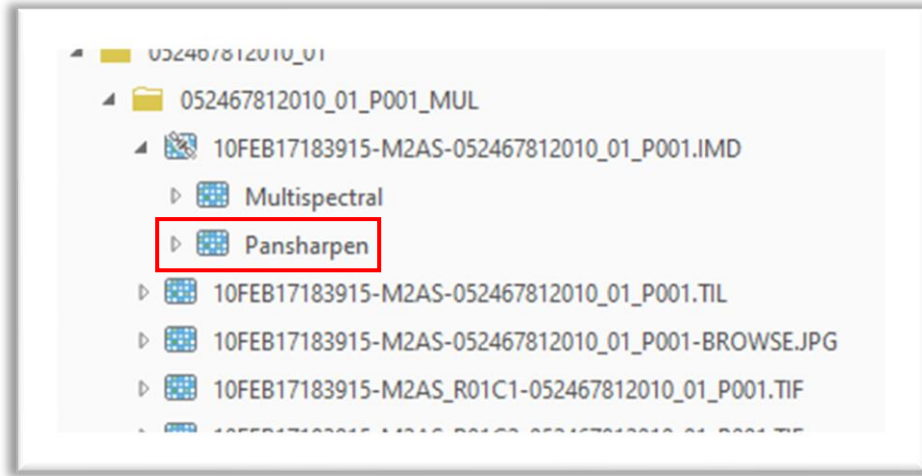 052467812010_01
052467812010_01_P001_MUL
10FEB17183915-M2AS-052467812010_01_P001.IMD
Multispectral
Pansharpen
10FEB17183915-M2AS-052467812010_01_P001.TIL
10FEB17183915-M2AS-052467812010_01_P001-BROWSE.JPG
10FEB17183915-M2AS_R01C1-052467812010_01_P001.TIF